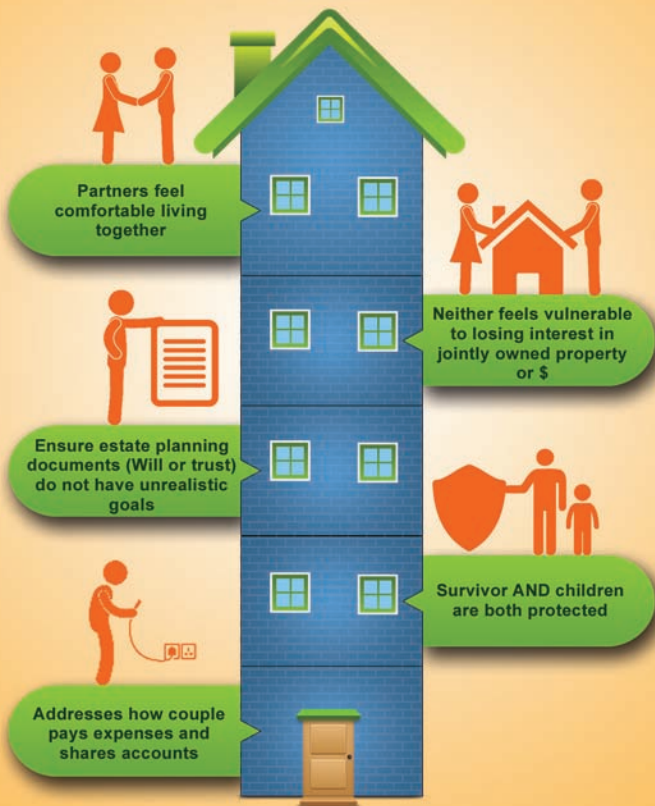 Partners feel
comfortable living
together
Neither feels vulnerable
to losing interest in
jointly owned property
or $
Ensure estate planning
documents (Will or trust)
do not have unrealistic
goals
Survivor AND children
are both protected
Addresses how couple
pays expenses and
shares accounts